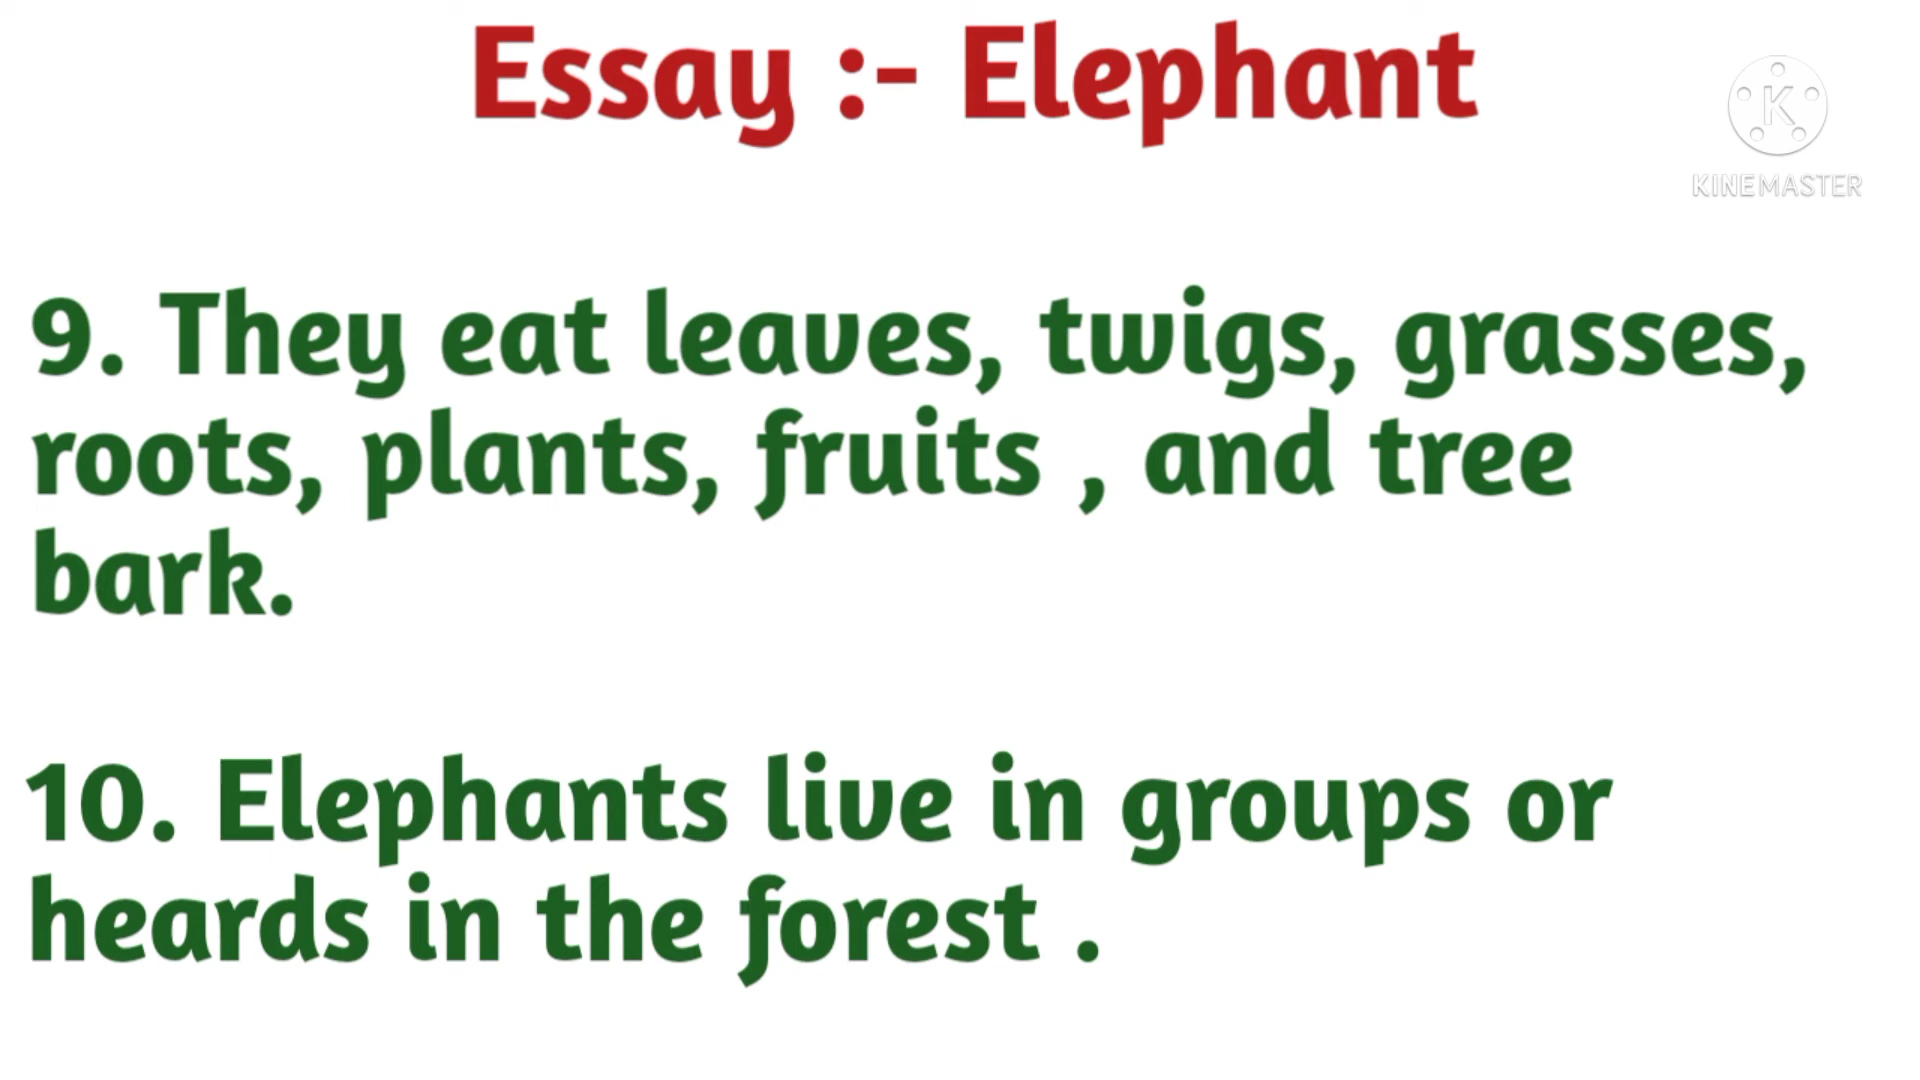 Essay :- Elephant
KINEMASTER
9. They eat leaves, twigs, grasses,
roots, plants, fruits , and tree
bark.
10. Elephants live in groups or
heards in the forest .